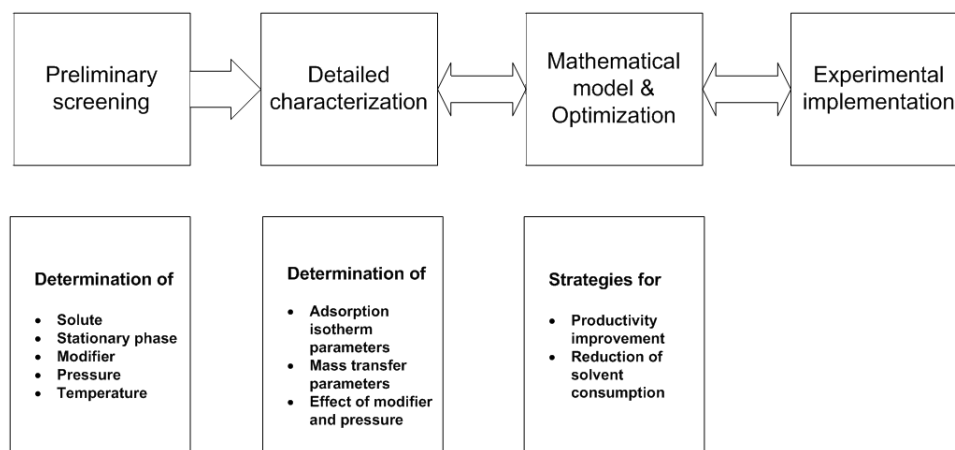 Preliminary
screening
Detailed
characterization
Mathematical
model &
Optimization
Experimental
implementation
Determination of
• Solute
• Stationary phase
• Modifier
• Pressure
• Temperature
Determination of
• Adsorption
isotherm
parameters
• Mass transfer
parameters
• Effect of modifier
and pressure
Strategies for
• Productivity
improvement
• Reduction of
solvent
consumption